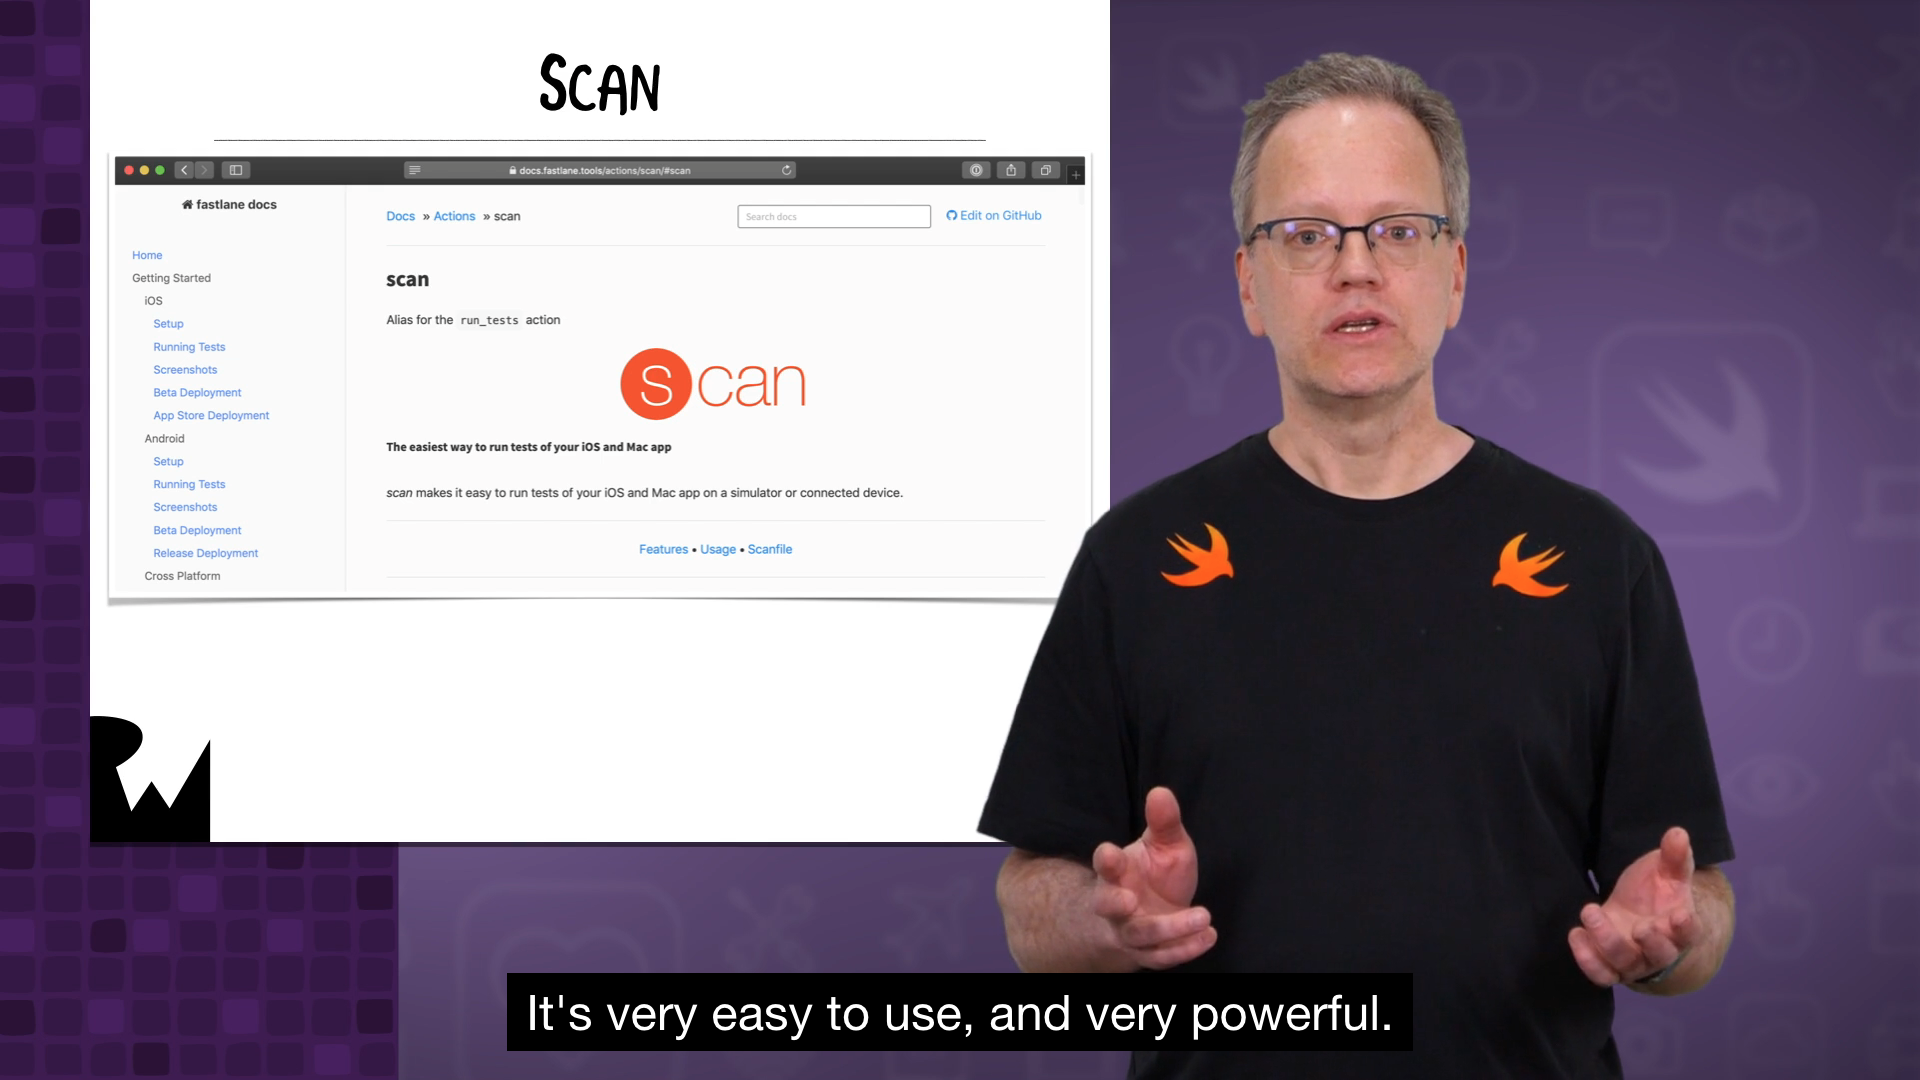 SCAN
docs.fastlane.tools/actions/scan/#scan
fastlane docs
Docs » Actions » scan
Search docs
Edit on GitHub
Home
Getting Started
iOS
Setup
Running Tests
Screenshots
Beta Deployment
App Store Deployment
Android
Setup
Running Tests
Screenshots
Beta Deployment
Release Deployment
Cross Platform
scan
Alias for the run_tests action
scan
The easiest way to run tests of your iOS and Mac app
scan makes it easy to run tests of your iOS and Mac app on a simulator or connected device.
Features • Usage • Scanfile
RW
It's very easy to use, and very powerful.